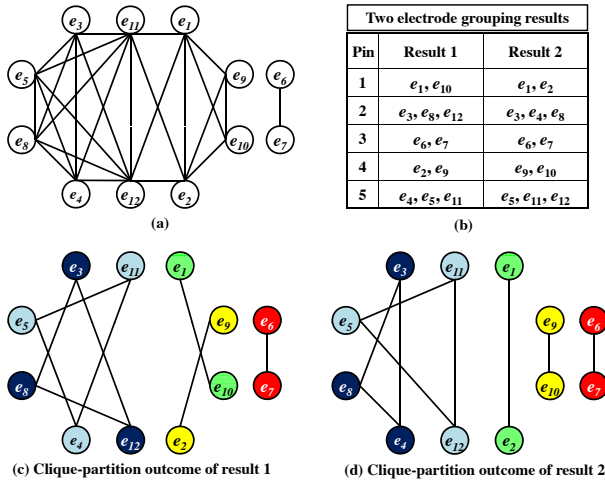 e3 e11 e1
e5 e9 e6
e8 e10 e7
e4 e12 e2
(a)
Two electrode grouping results
Pin Result 1 Result 2
1 e1, e10 e1, e2
2 e3, e8, e12 e3, e4, e8
3 e6, e7 e6, e7
4 e2, e9 e9, e10
5 e4, e5, e11 e5, e11, e12
(b)
e3 e11 e1
e5 e9 e6
e8 e10 e7
e4 e12 e2
(c) Clique-partition outcome of result 1
e3 e11 e1
e5 e9 e6
e8 e10 e7
e4 e12 e2
(d) Clique-partition outcome of result 2